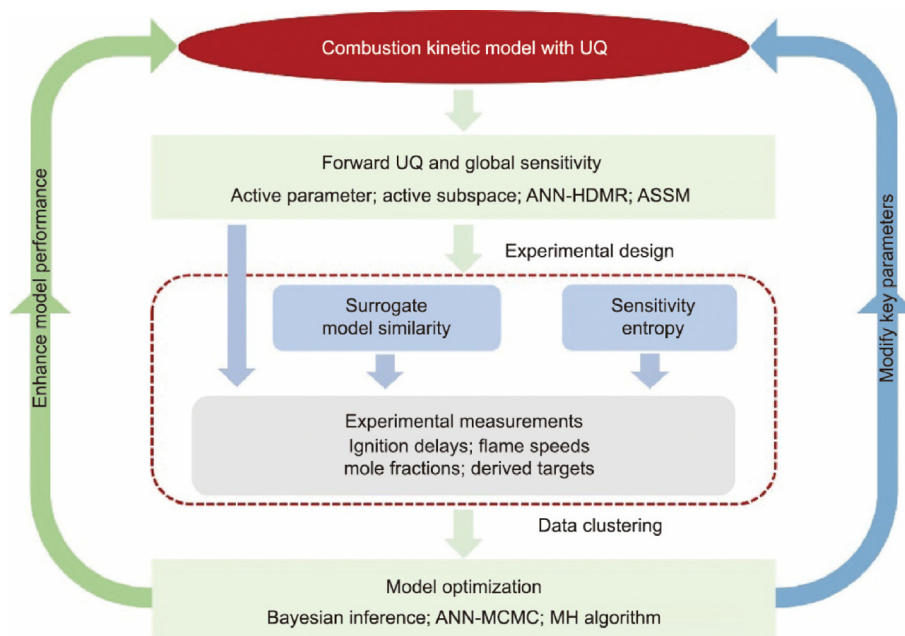 Combustion kinetic model with UQ
Forward UQ and global sensitivity
Active parameter; active subspace; ANN-HDMR; ASSM
Experimental design
Surrogate
model similarity
Sensitivity
entropy
Experimental measurements
Ignition delays; flame speeds
mole fractions; derived targets
Data clustering
Model optimization
Bayesian inference; ANN-MCMC; MH algorithm
Enhance model performance
Modify key parameters